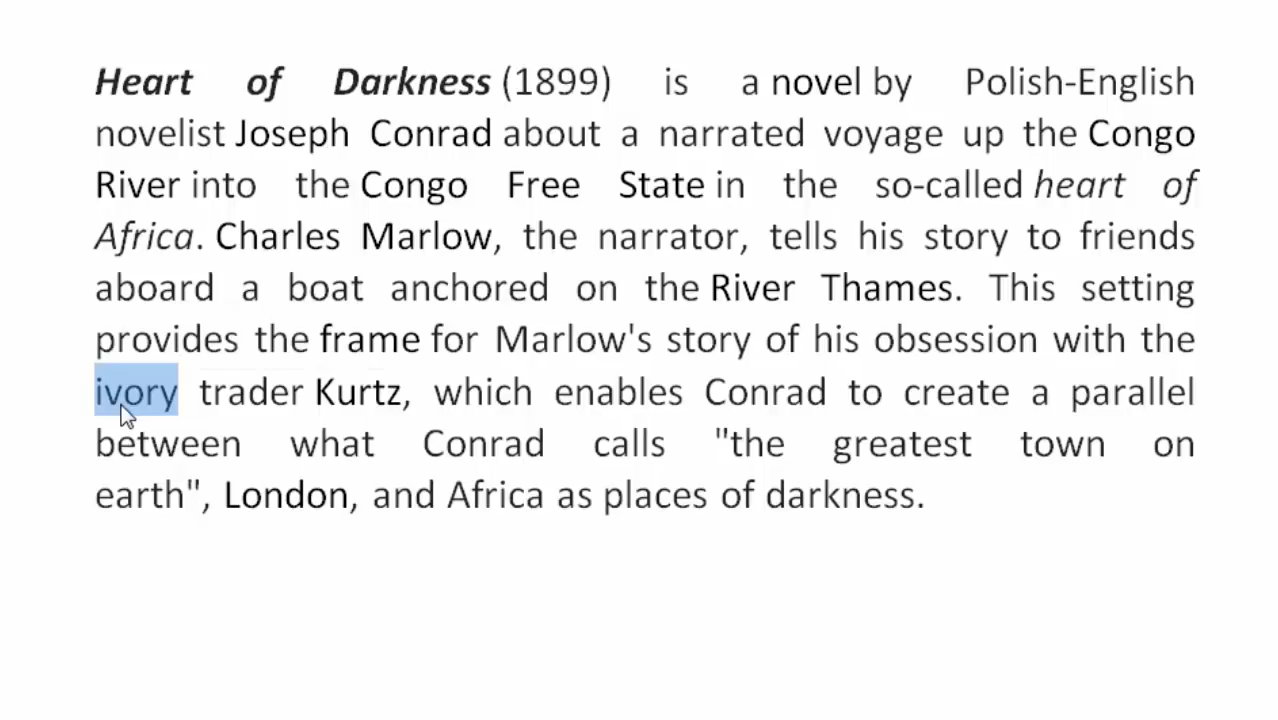 Heart of Darkness (1899) is a novel by Polish-English
novelist Joseph Conrad about a narrated voyage up the Congo
River into the Congo Free State in the so-called heart of
Africa. Charles Marlow, the narrator, tells his story to friends
aboard a boat anchored on the River Thames. This setting
provides the frame for Marlow's story of his obsession with the
ivory trader Kurtz, which enables Conrad to create a parallel
between what Conrad calls "the greatest town on
earth", London, and Africa as places of darkness.